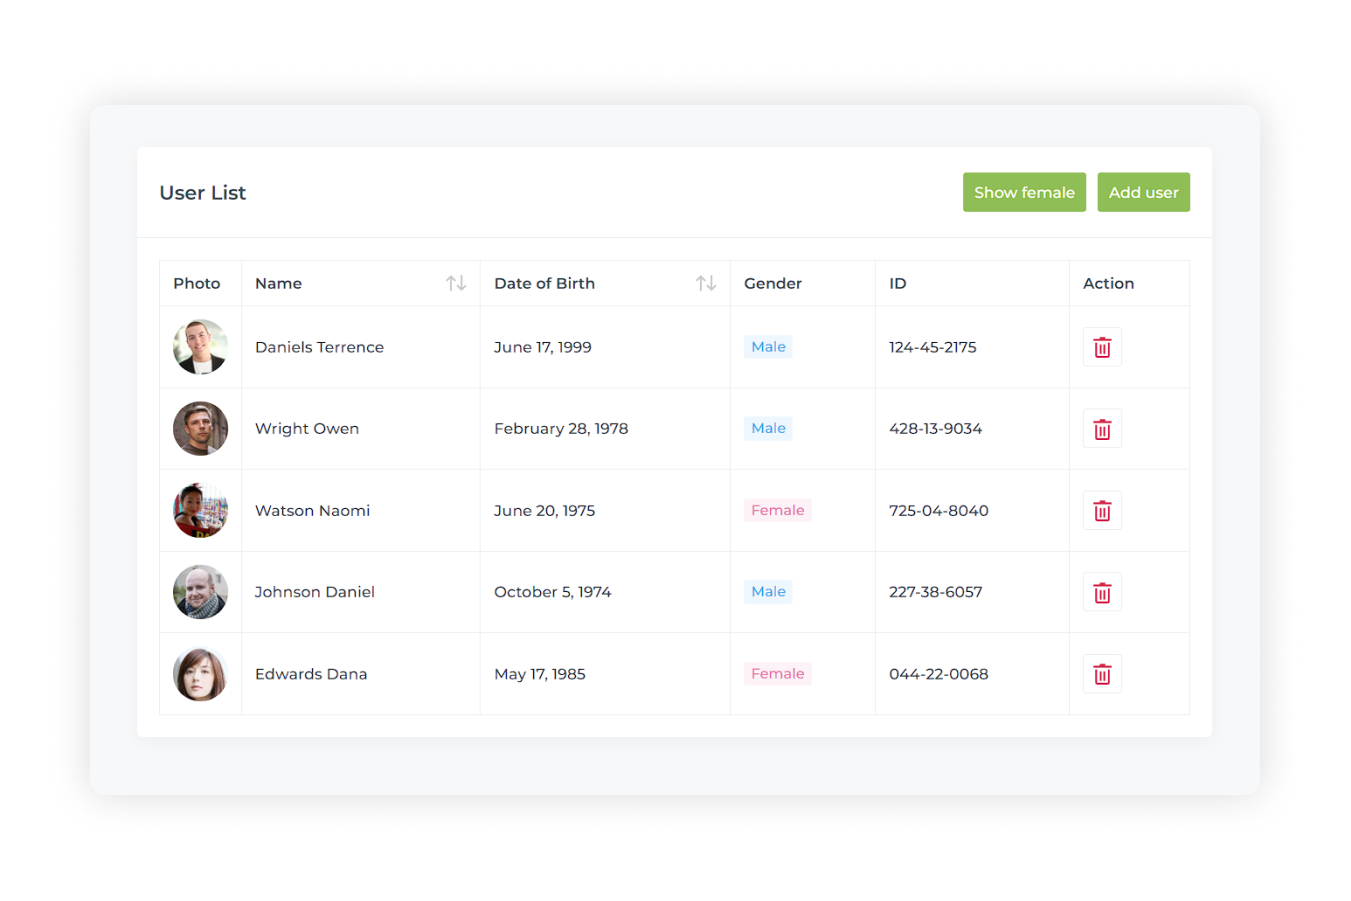 User List
Show female
Add user
Photo
Name
Date of Birth
Gender
ID
Action
Daniels Terrence
June 17, 1999
Male
124-45-2175
Wright Owen
February 28, 1978
Male
428-13-9034
Watson Naomi
June 20, 1975
Female
725-04-8040
Johnson Daniel
October 5, 1974
Male
227-38-6057
Edwards Dana
May 17, 1985
Female
044-22-0068